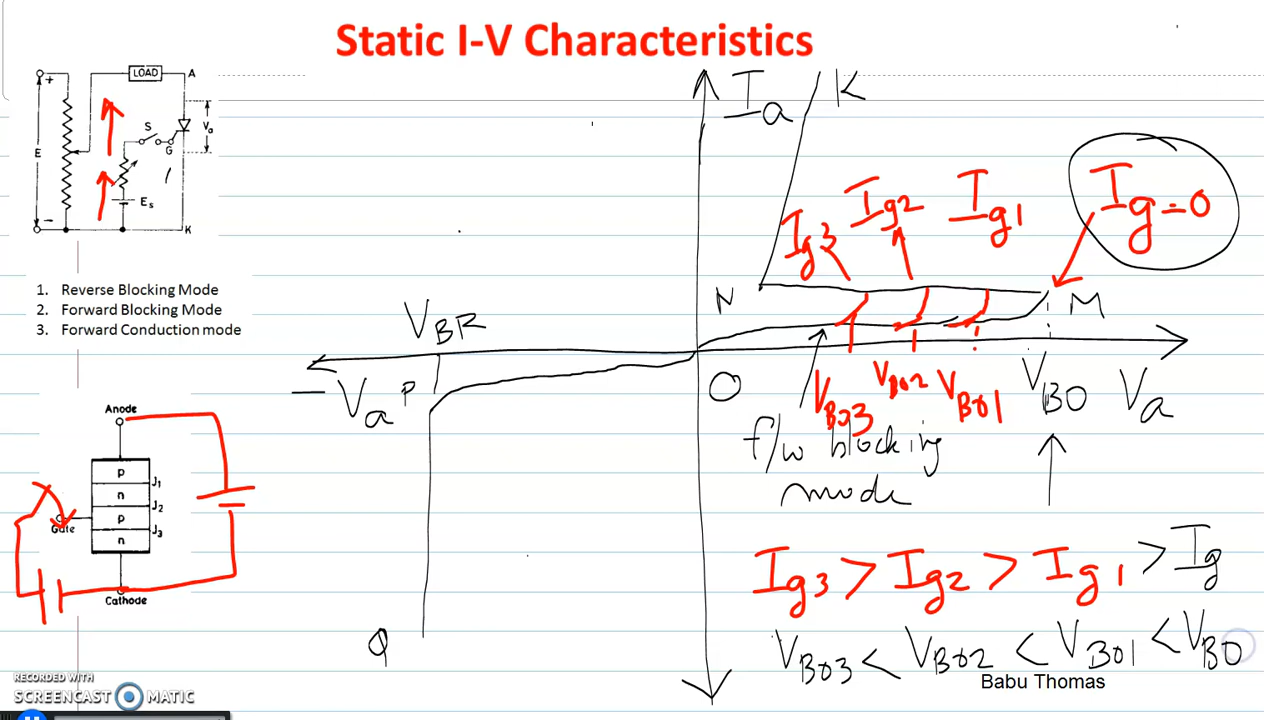 Static I-V Characteristics
LOAD
A
+
S
Va
G
E
Es
-
K
1. Reverse Blocking Mode
2. Forward Blocking Mode
3. Forward Conduction mode
Ia
K
Ig3
Ig2
Ig1
Ig=0
N
M
VBR
-Va
P
O
VBO3
VBO2
VBO1
VBO
Va
f/w blocking
mode
Q
Anode
p
J1
n
J2
p
J3
n
Gate
Cathode
Ig3 > Ig2 > Ig1 > Ig
VBO3 < VBO2 < VBO1 < VBO
Babu Thomas
RECORDED WITH
SCREENCAST MATIC